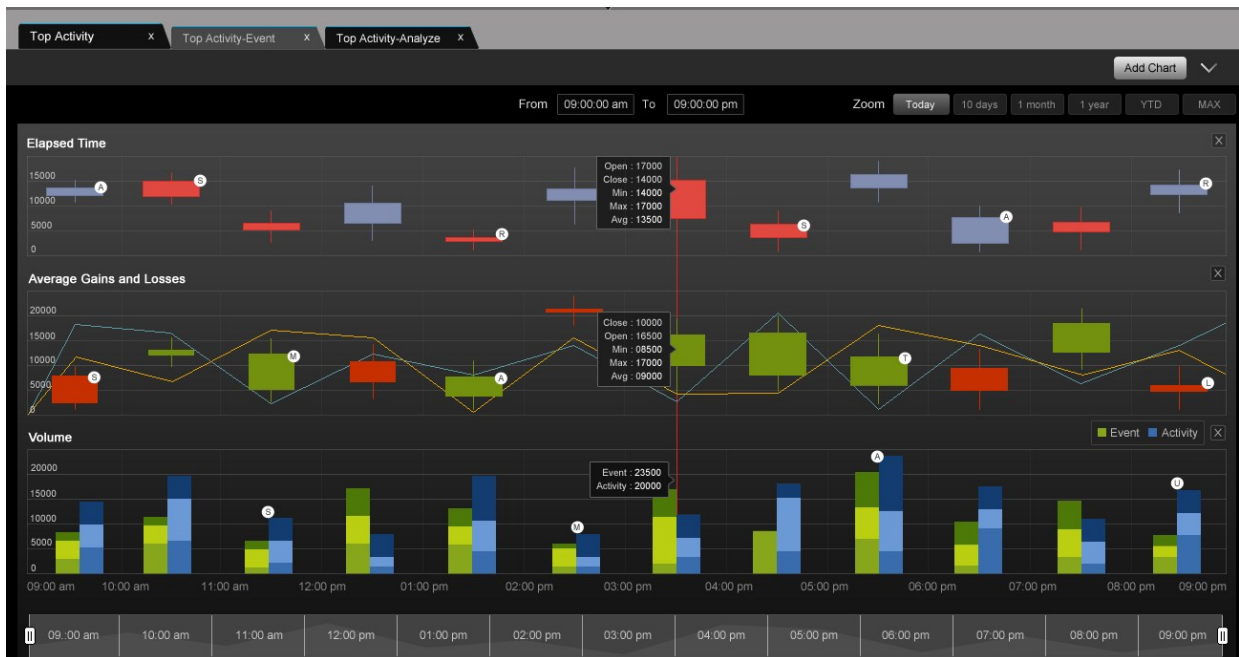 Top Activity x Top Activity-Event x Top Activity-Analyze x
Add Chart
From 09:00:00 am To 09:00:00 pm Zoom Today 10 days 1 month 1 year YTD MAX
Elapsed Time X
15000
10000
5000
0
A
S
R
Open : 17000
Close : 14000
Min : 14000
Max : 17000
Avg : 13500
S
A
R
Average Gains and Losses X
20000
15000
10000
5000
0
S
M
A
Close : 10000
Open : 16500
Min : 08500
Max : 17000
Avg : 09000
T
L
Volume Event Activity X
20000
15000
10000
5000
0
S
M
Event : 23500
Activity : 20000
A
U
09:00 am 10:00 am 11:00 am 12:00 pm 01:00 pm 02:00 pm 03:00 pm 04:00 pm 05:00 pm 06:00 pm 07:00 pm 08:00 pm 09:00 pm
09.:00 am 10:00 am 11:00 am 12:00 pm 01:00 pm 02:00 pm 03:00 pm 04:00 pm 05:00 pm 06:00 pm 07:00 pm 08:00 pm 09:00 pm